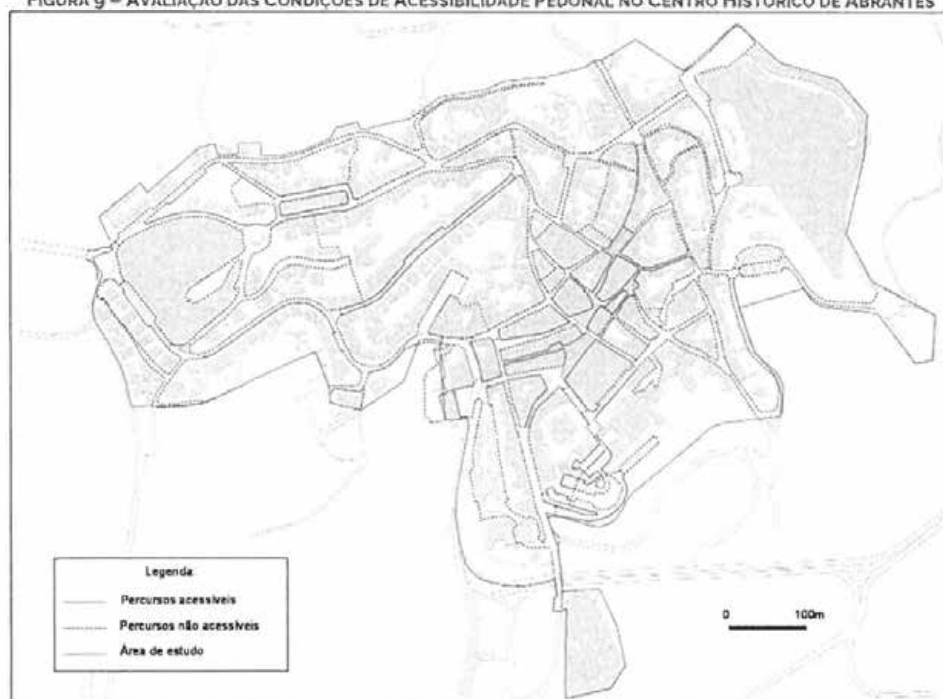 FIGURA 9 – AVALIAÇÃO DAS CONDIÇÕES DE ACESSIBILIDADE PEDONAL NO CENTRO HISTÓRICO DE ABRANTES
Legenda
Percursos acessíveis
Percursos não acessíveis
Área de estudo
0 100m